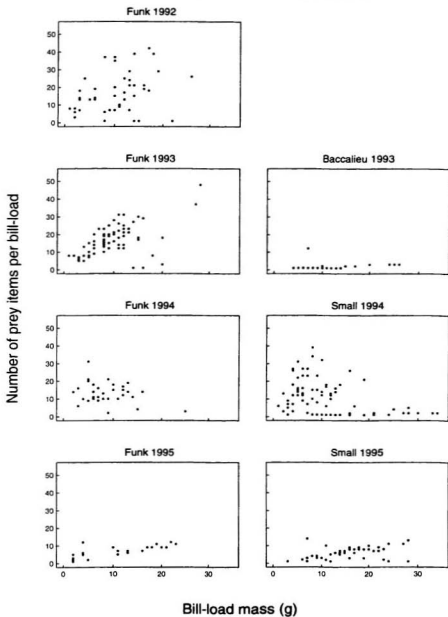 Funk 1992
50
40
30
20
10
0
Funk 1993
Baccalieu 1993
50
40
30
20
10
0
Number of prey items per bill-load
Funk 1994
Small 1994
50
40
30
20
10
0
Funk 1995
Small 1995
50
40
30
20
10
0
0 10 20 30
0 10 20 30
Bill-load mass (g)